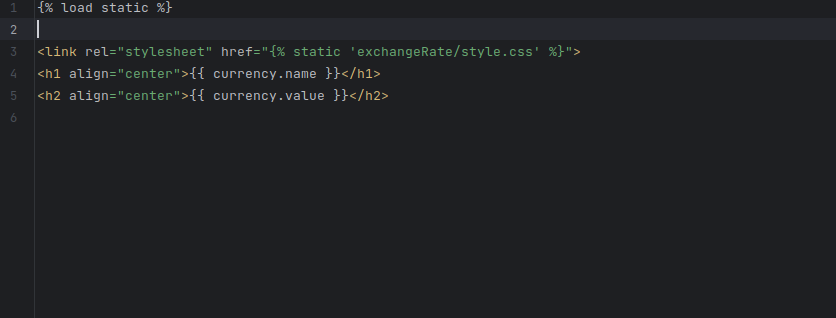 1 {% load static %}
2
3 <link rel="stylesheet" href="{% static 'exchangeRate/style.css' %}">
4 <h1 align="center">{{ currency.name }}</h1>
5 <h2 align="center">{{ currency.value }}</h2>
6